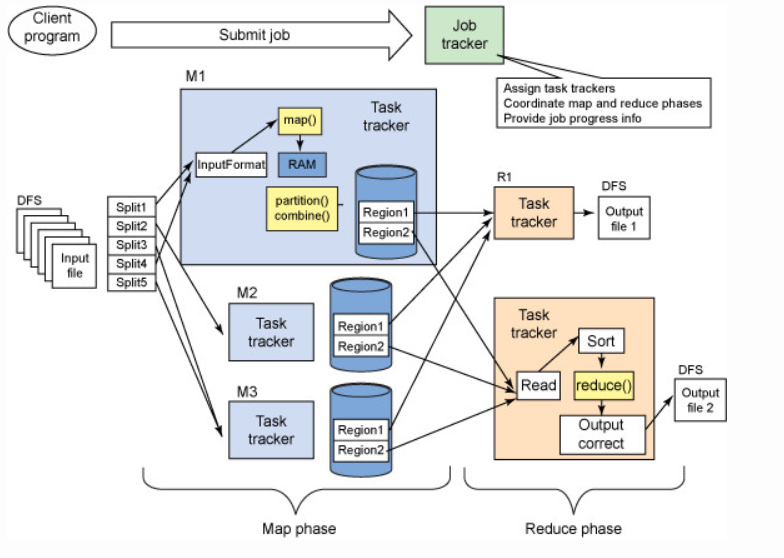 Client
program
Submit job
Job
tracker
Assign task trackers
Coordinate map and reduce phases
Provide job progress info
M1
Task
tracker
map()
InputFormat
RAM
partition()
combine()
Region1
Region2
DFS
Input
file
Split1
Split2
Split3
Split4
Split5
M2
Task
tracker
Region1
Region2
M3
Task
tracker
Region1
Region2
R1
Task
tracker
DFS
Output
file 1
Task
tracker
Sort
Read
reduce()
Output
correct
DFS
Output
file 2
Map phase
Reduce phase